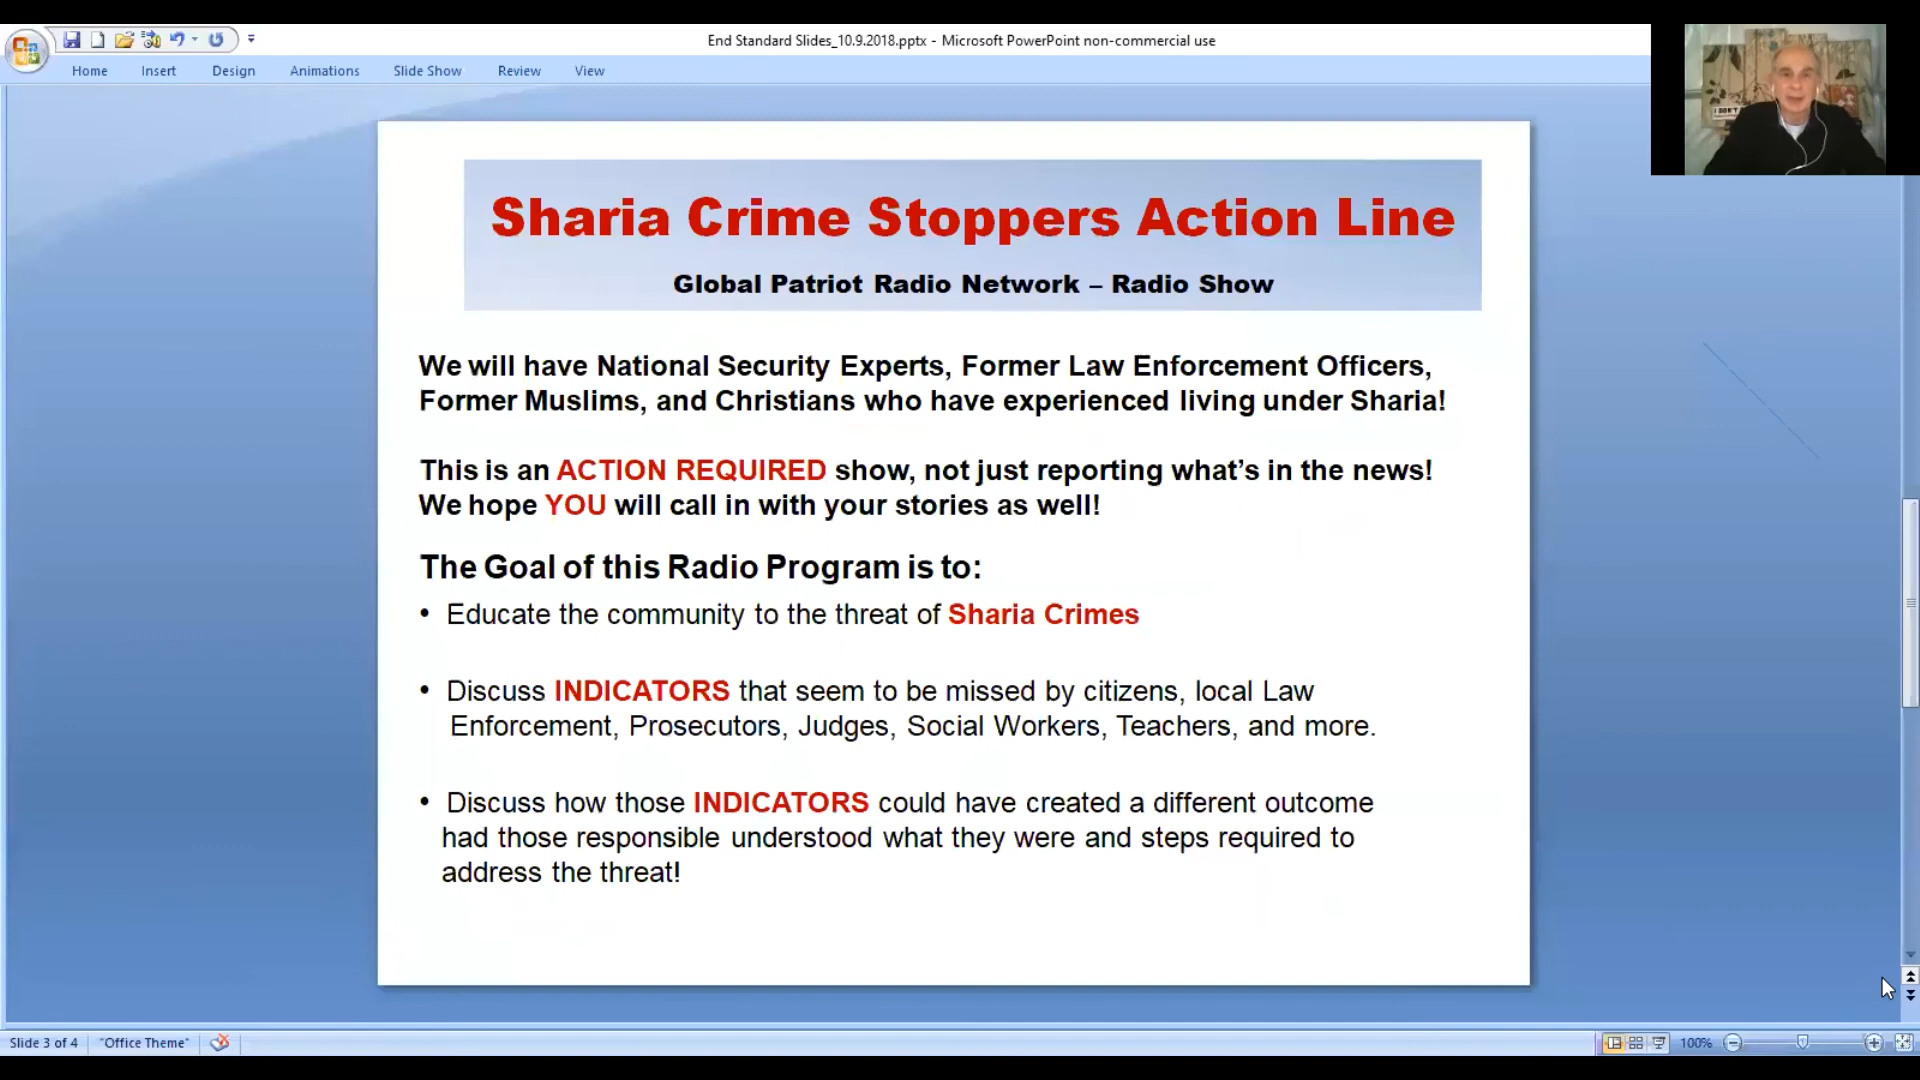 End Standard Slides_10.9.2018.pptx - Microsoft PowerPoint non-commercial use
Home Insert Design Animations Slide Show Review View
Sharia Crime Stoppers Action Line
Global Patriot Radio Network – Radio Show
We will have National Security Experts, Former Law Enforcement Officers,
Former Muslims, and Christians who have experienced living under Sharia!
This is an ACTION REQUIRED show, not just reporting what's in the news!
We hope YOU will call in with your stories as well!
The Goal of this Radio Program is to:
• Educate the community to the threat of Sharia Crimes
• Discuss INDICATORS that seem to be missed by citizens, local Law
Enforcement, Prosecutors, Judges, Social Workers, Teachers, and more.
• Discuss how those INDICATORS could have created a different outcome
had those responsible understood what they were and steps required to
address the threat!
Slide 3 of 4 "Office Theme" 100%